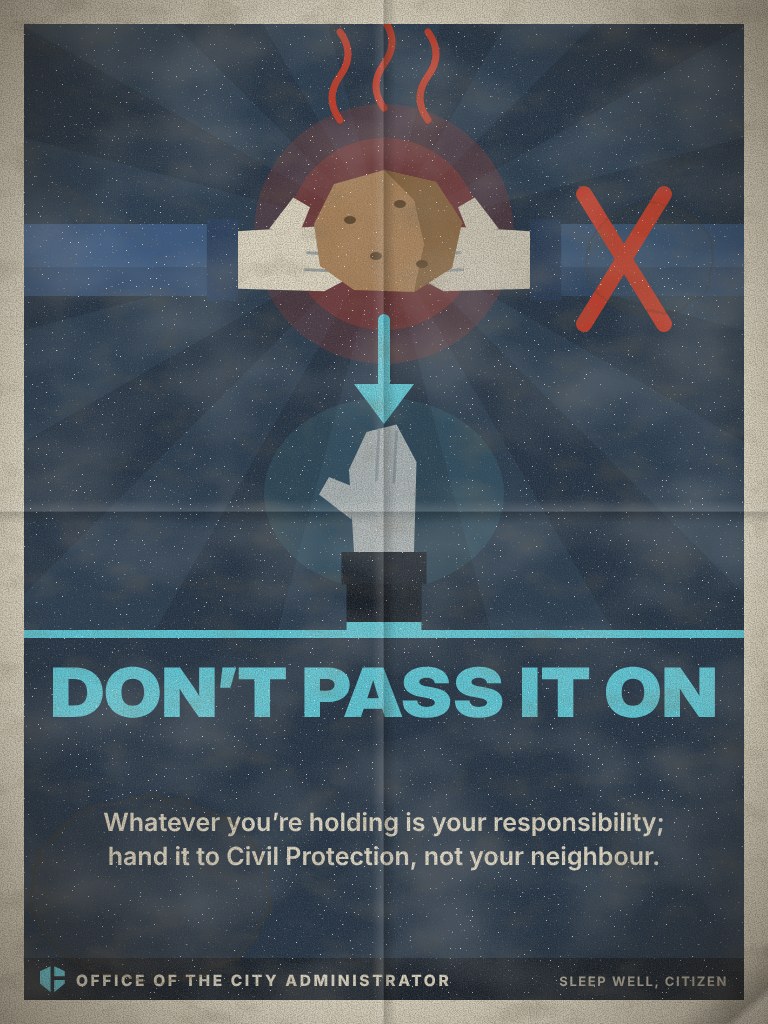 DON'T PASS IT ON
Whatever you're holding is your responsibility;
hand it to Civil Protection, not your neighbour.
OFFICE OF THE CITY ADMINISTRATOR
SLEEP WELL, CITIZEN